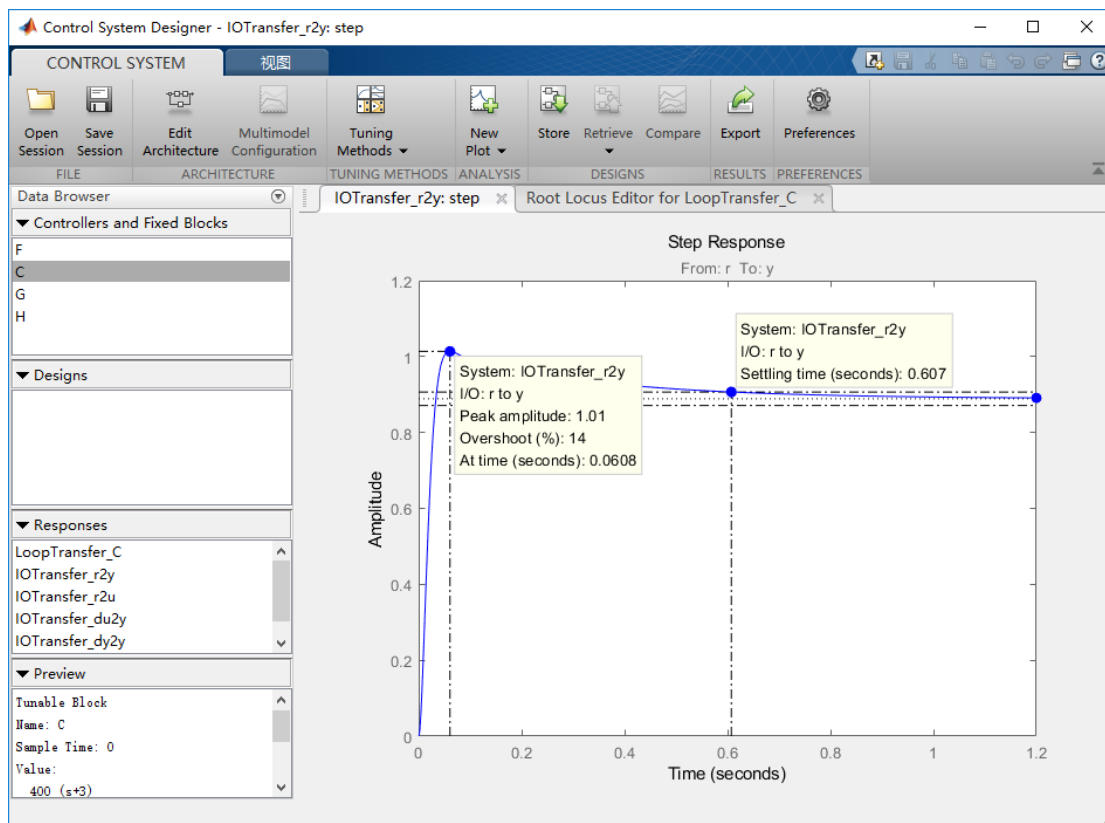 Control System Designer - IOTransfer_r2y: step
CONTROL SYSTEM
视图
Open Session
Save Session
Edit Architecture
Multimodel Configuration
Tuning Methods
New Plot
Store
Retrieve
Compare
Export
Preferences
FILE
ARCHITECTURE
TUNING METHODS
ANALYSIS
DESIGNS
RESULTS
PREFERENCES
Data Browser
Controllers and Fixed Blocks
F
C
G
H
Designs
Responses
LoopTransfer_C
IOTransfer_r2y
IOTransfer_r2u
IOTransfer_du2y
IOTransfer_dy2y
Preview
Tunable Block
Name: C
Sample Time: 0
Value:
400 (s+3)
IOTransfer_r2y: step
Root Locus Editor for LoopTransfer_C
Step Response
From: r To: y
1.2
1
0.8
0.6
0.4
0.2
0
Amplitude
System: IOTransfer_r2y
I/O: r to y
Peak amplitude: 1.01
Overshoot (%): 14
At time (seconds): 0.0608
System: IOTransfer_r2y
I/O: r to y
Settling time (seconds): 0.607
0
0.2
0.4
0.6
0.8
1
1.2
Time (seconds)